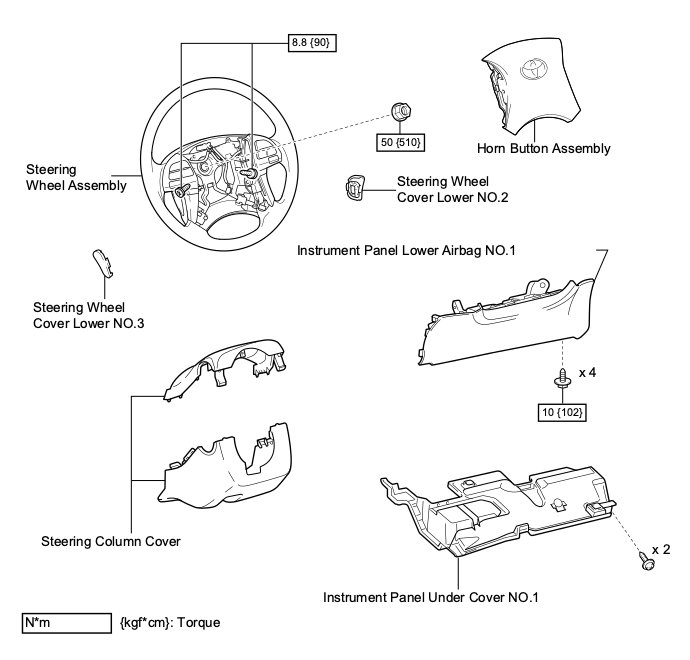 8.8 {90}
50 {510}
Horn Button Assembly
Steering
Wheel Assembly
Steering Wheel
Cover Lower NO.2
Instrument Panel Lower Airbag NO.1
Steering Wheel
Cover Lower NO.3
x 4
10 {102}
Steering Column Cover
x 2
Instrument Panel Under Cover NO.1
N*m
{kgf*cm}: Torque